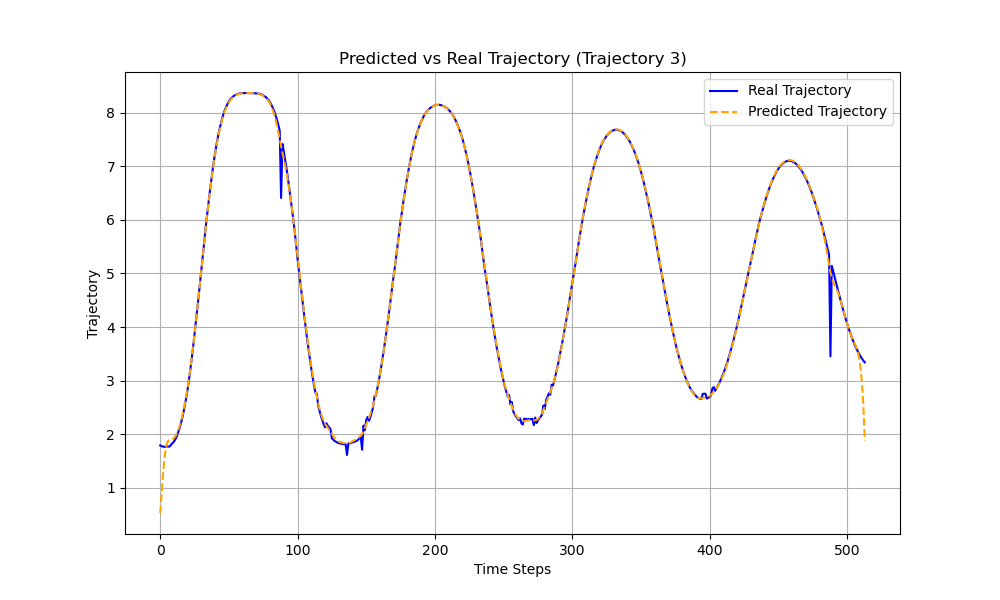 Predicted vs Real Trajectory (Trajectory 3)
Real Trajectory
Predicted Trajectory
8
7
6
5
4
3
2
1
Trajectory
0 100 200 300 400 500
Time Steps